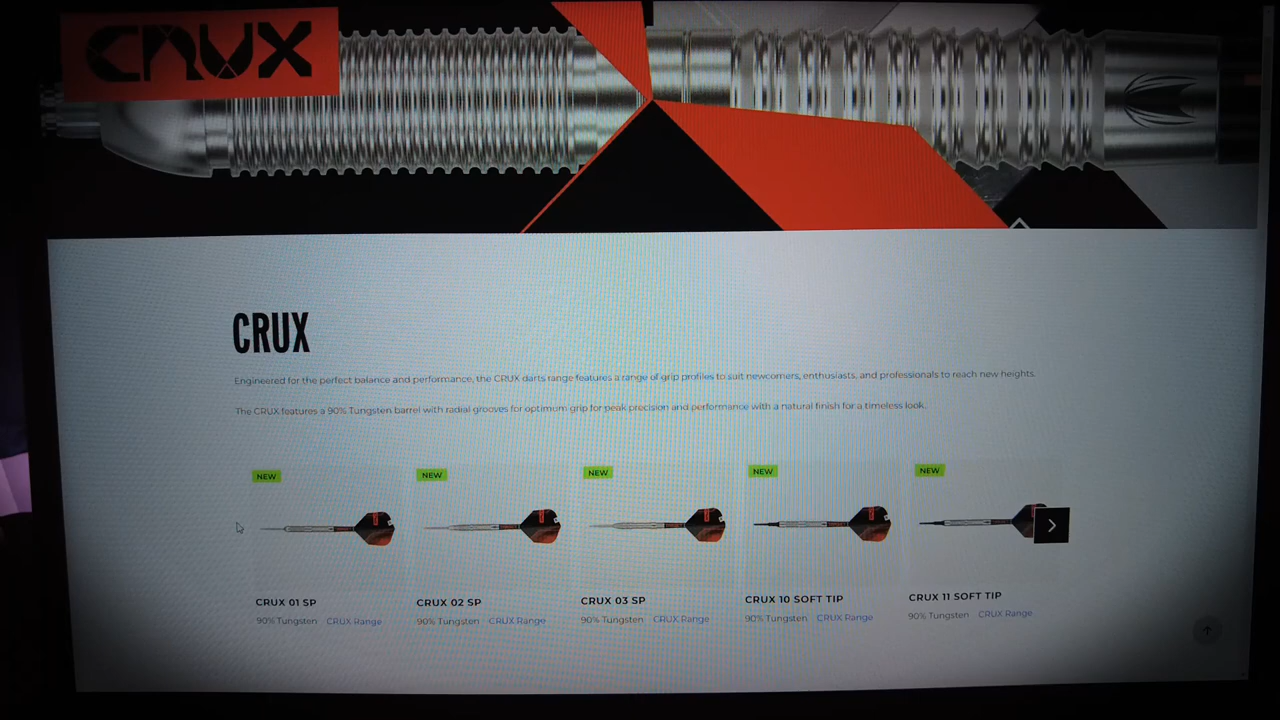 CRUX
CRUX
Engineered for the perfect balance and performance, the CRUX darts range features a range of grip profiles to suit newcomers, enthusiasts, and professionals to reach new heights.
The CRUX features a 90% Tungsten barrel with radial grooves for optimum grip for peak precision and performance with a natural finish for a timeless look.
NEW NEW NEW NEW NEW
CRUX 01 SP CRUX 02 SP CRUX 03 SP CRUX 10 SOFT TIP CRUX 11 SOFT TIP
90% Tungsten CRUX Range 90% Tungsten CRUX Range 90% Tungsten CRUX Range 90% Tungsten CRUX Range 90% Tungsten CRUX Range